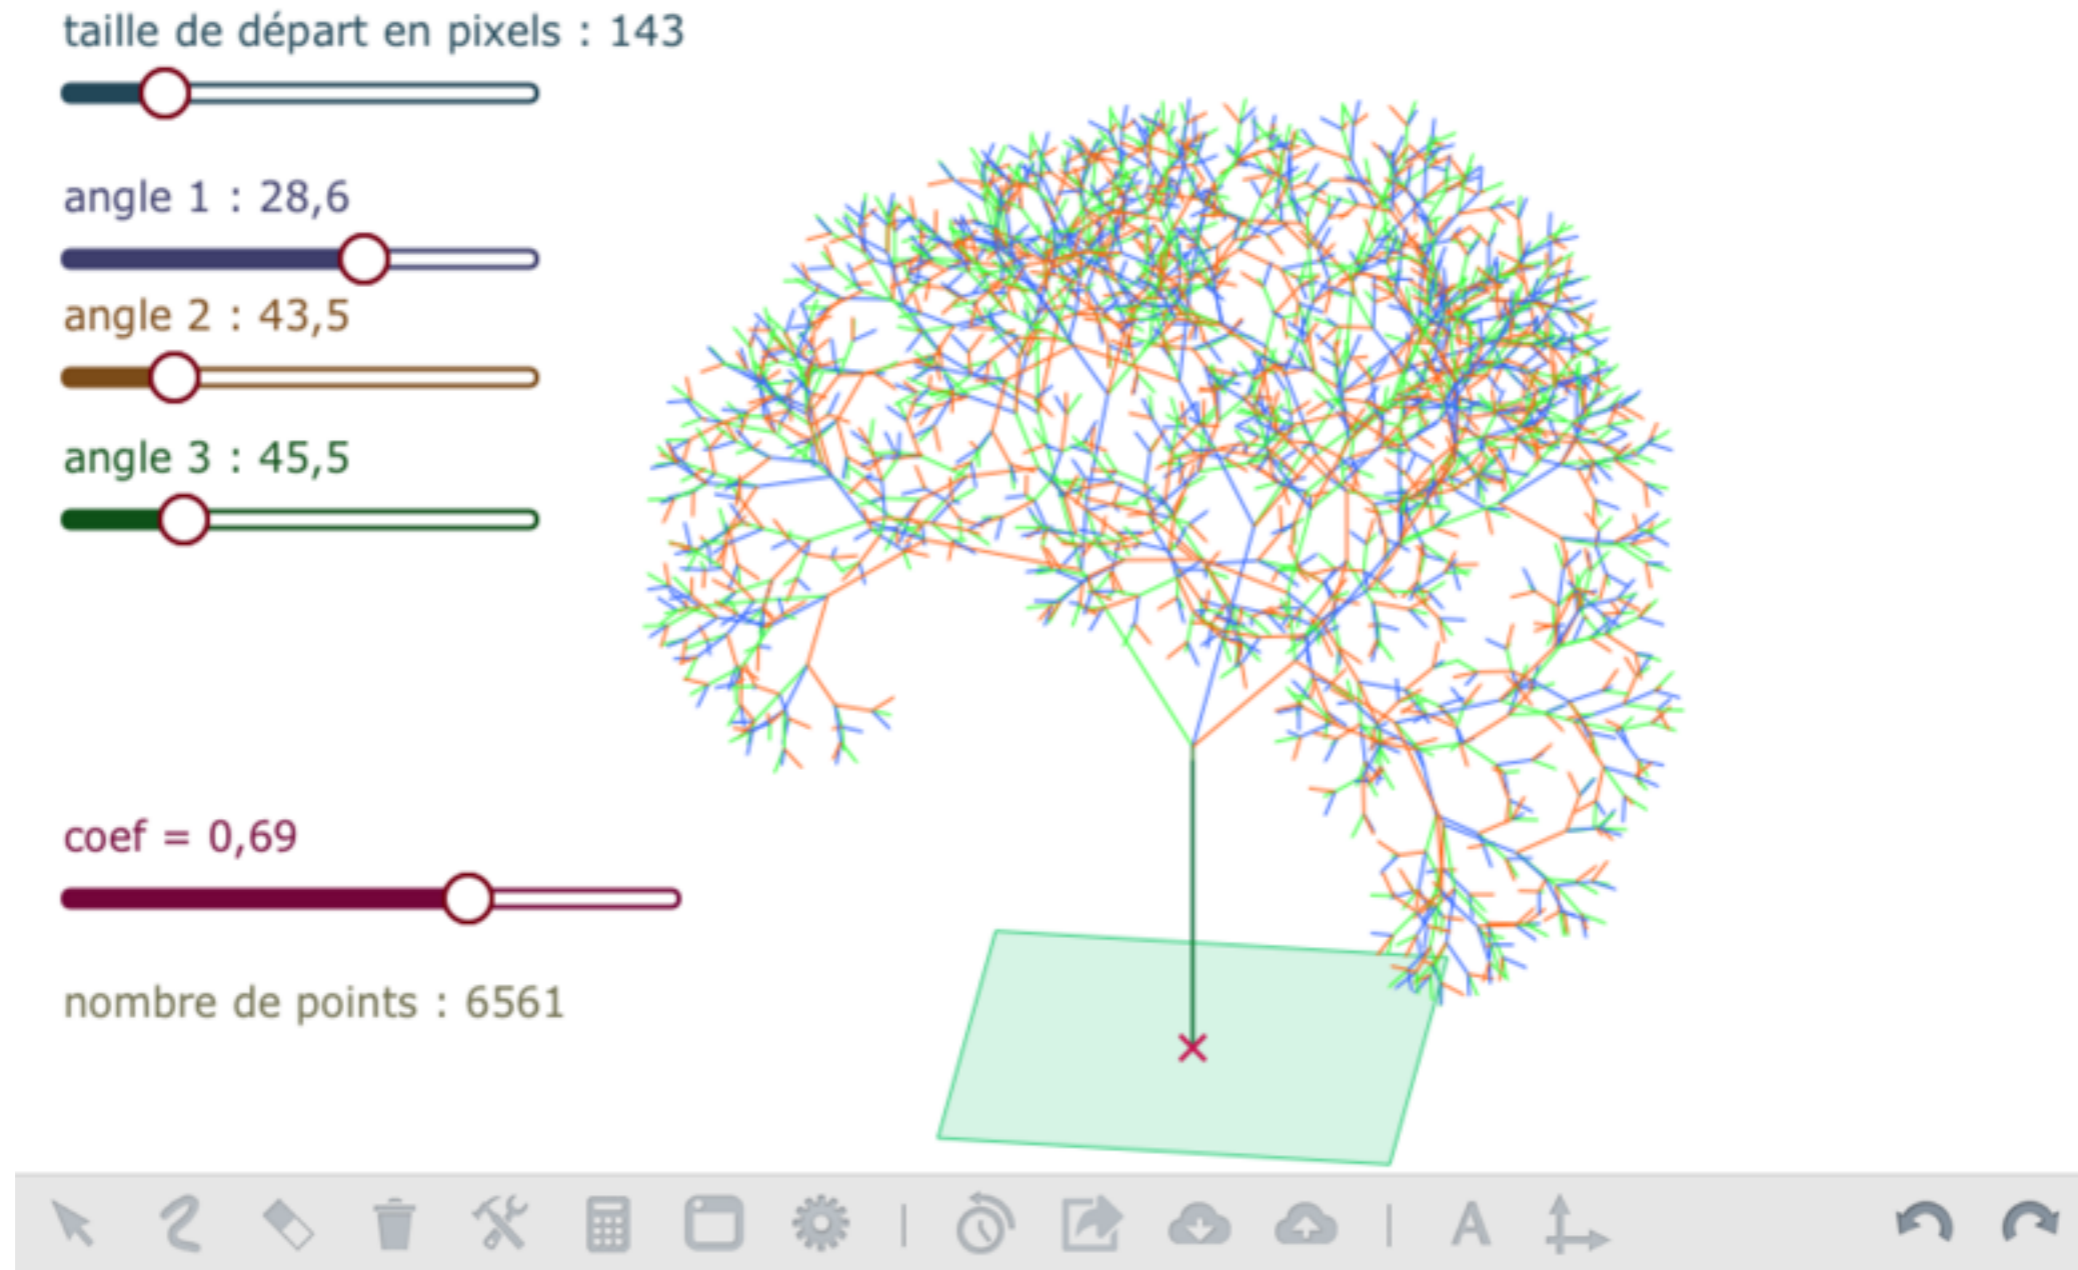 taille de départ en pixels : 143
angle 1 : 28,6
angle 2 : 43,5
angle 3 : 45,5
coef = 0,69
nombre de points : 6561
A